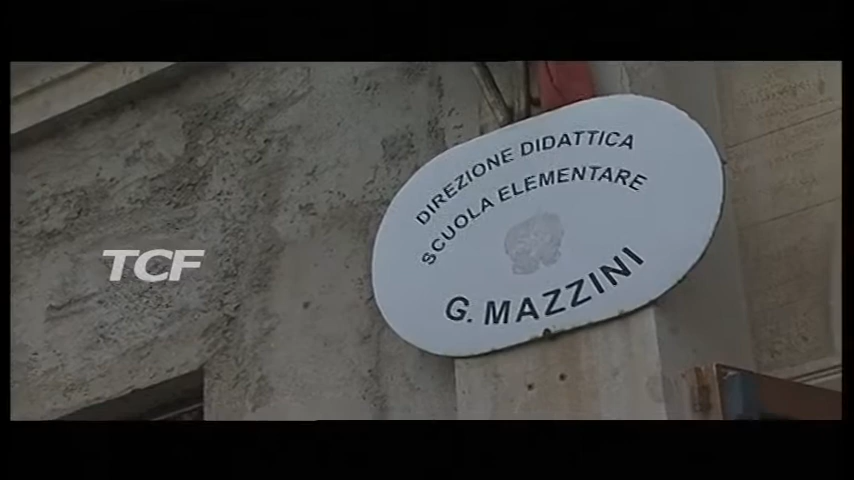 DIREZIONE DIDATTICA
SCUOLA ELEMENTARE
G. MAZZINI
TCF